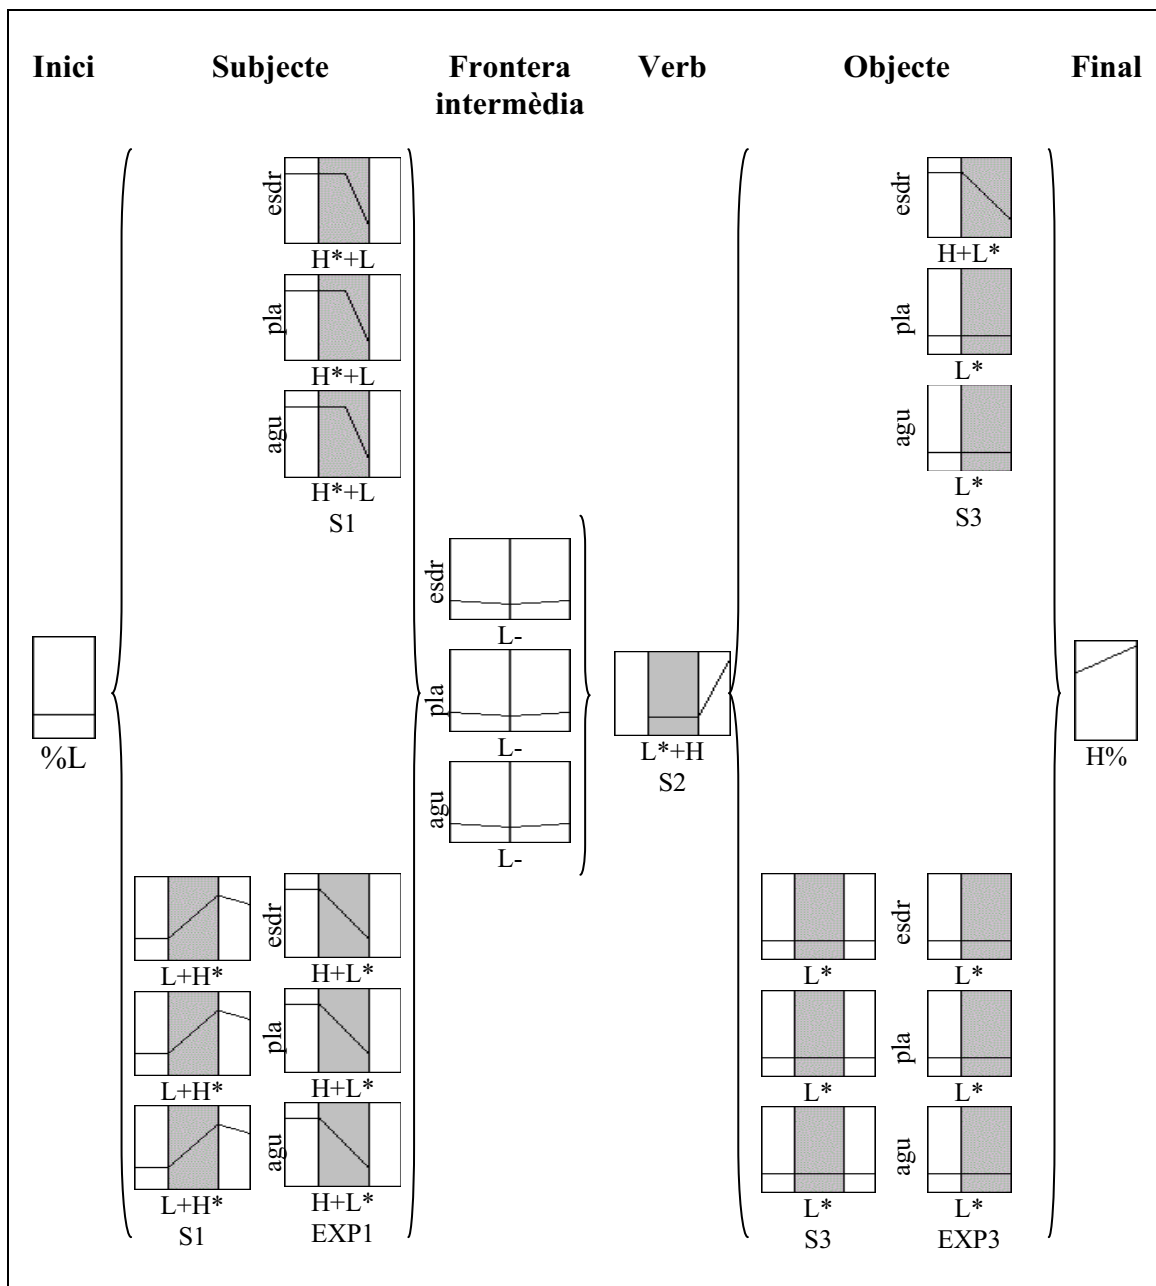 Inici Subjecte Frontera intermèdia Verb Objecte Final
esdr
H*+L
pla
H*+L
agu
H*+L
S1
esdr
H+L*
pla
L*
agu
L*
S3
%L
esdr
L-
pla
L-
agu
L-
L*+H
S2
H%
L+H*
esdr
H+L*
L+H*
pla
H+L*
L+H*
agu
H+L*
S1
EXP1
L*
esdr
L*
L*
pla
L*
L*
agu
L*
S3
EXP3